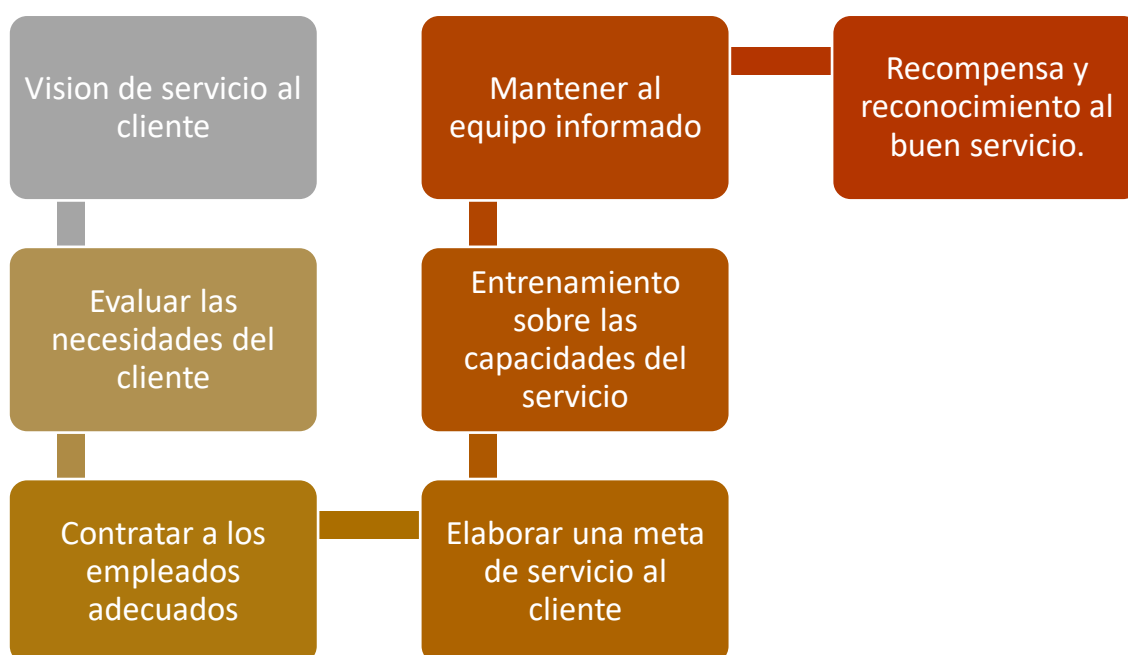 Vision de servicio al
cliente
Evaluar las
necesidades del
cliente
Contratar a los
empleados
adecuados
Elaborar una meta
de servicio al
cliente
Entrenamiento
sobre las
capacidades del
servicio
Mantener al
equipo informado
Recompensa y
reconocimiento al
buen servicio.